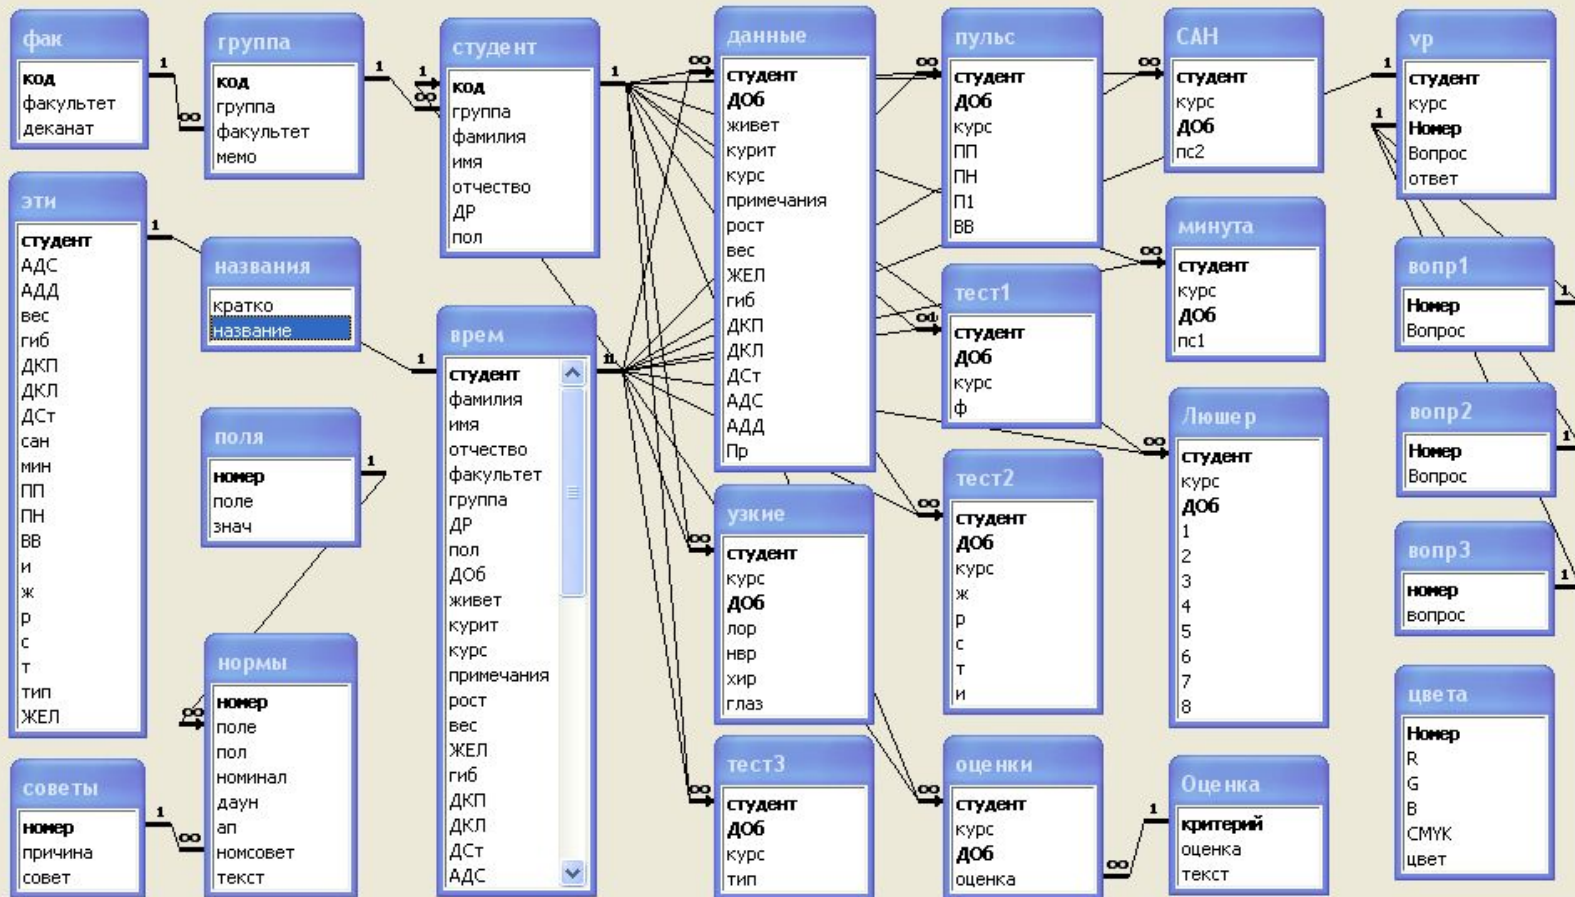 фак
код
факультет
деканат
группа
код
группа
факультет
мемо
студент
код
группа
фамилия
имя
отчество
ДР
пол
данные
студент
ДОб
живет
курит
курс
примечания
рост
вес
ЖЕЛ
гиб
ДКП
ДКЛ
ДСт
АДС
АДД
Пр
пульс
студент
ДОб
курс
ПП
ПН
П1
ВВ
САН
студент
курс
ДОб
пс2
vp
студент
курс
Номер
Вопрос
ответ
эти
студент
АДС
АДД
вес
гиб
ДКП
ДКЛ
ДСт
сан
мин
ПП
ПН
ВВ
и
ж
р
с
т
тип
ЖЕЛ
названия
кратко
название
врем
студент
фамилия
имя
отчество
факультет
группа
ДР
пол
ДОб
живет
курит
курс
примечания
рост
вес
ЖЕЛ
гиб
ДКП
ДКЛ
ДСт
АДС
тест1
студент
ДОб
курс
ф
минута
студент
курс
ДОб
пс1
вопр1
Номер
Вопрос
поля
номер
поле
знач
узкие
студент
курс
ДОб
лор
нвр
хир
глаз
тест2
студент
ДОб
курс
ж
р
с
т
и
Люшер
студент
курс
ДОб
1
2
3
4
5
6
7
8
вопр2
Номер
Вопрос
вопр3
номер
вопрос
нормы
номер
поле
пол
номинал
даун
ап
номсовет
текст
советы
номер
причина
совет
тест3
студент
ДОб
курс
тип
оценки
студент
курс
ДОб
оценка
Оценка
критерий
оценка
текст
цвета
Номер
R
G
B
CMYK
цвет